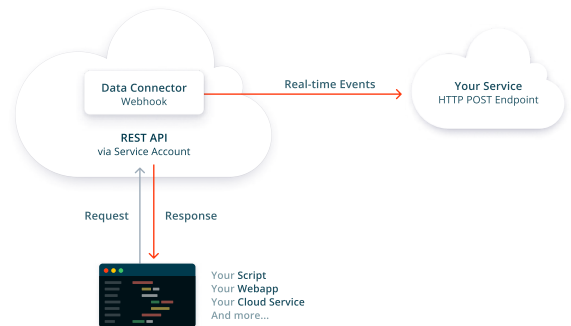 Data Connector
Webhook
Real-time Events
Your Service
HTTP POST Endpoint
REST API
via Service Account
Request
Response
Your Script
Your Webapp
Your Cloud Service
And more...